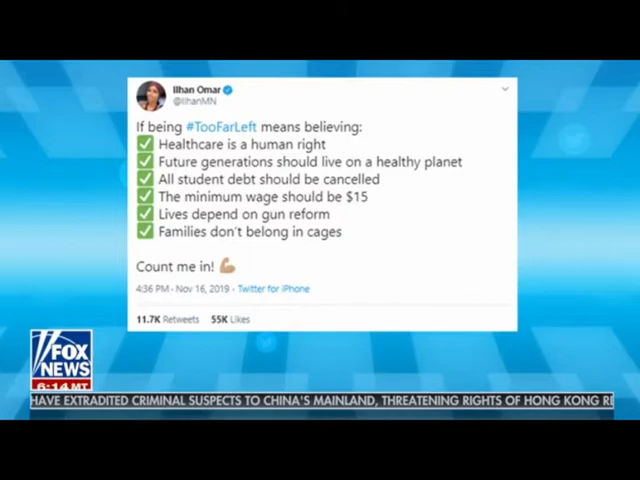 Ilhan Omar
@IlhanMN
If being #TooFarLeft means believing:
Healthcare is a human right
Future generations should live on a healthy planet
All student debt should be cancelled
The minimum wage should be $15
Lives depend on gun reform
Families don't belong in cages
Count me in!
4:36 PM - Nov 16, 2019 · Twitter for iPhone
11.7K Retweets 55K Likes
FOX
NEWS
6:14 MT
HAVE EXTRADITED CRIMINAL SUSPECTS TO CHINA'S MAINLAND, THREATENING RIGHTS OF HONG KONG